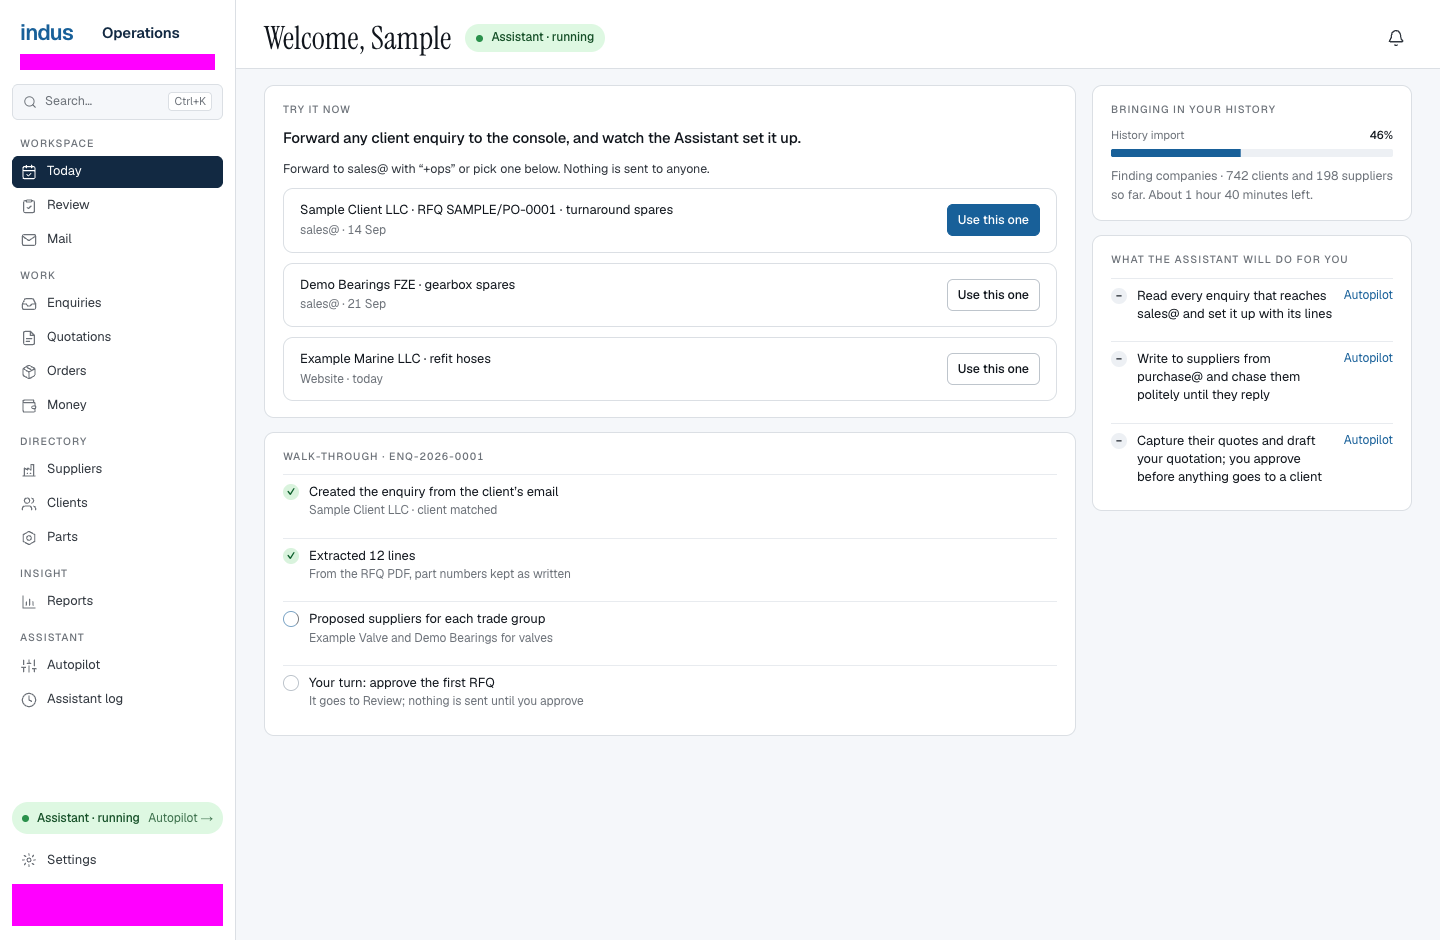 indus Operations
Search... Ctrl+K
WORKSPACE
Today
Review
Mail
WORK
Enquiries
Quotations
Orders
Money
DIRECTORY
Suppliers
Clients
Parts
INSIGHT
Reports
ASSISTANT
Autopilot
Assistant log
Assistant · running Autopilot →
Settings
Welcome, Sample
Assistant · running
TRY IT NOW
Forward any client enquiry to the console, and watch the Assistant set it up.
Forward to sales@ with “+ops” or pick one below. Nothing is sent to anyone.
Sample Client LLC · RFQ SAMPLE/PO-0001 · turnaround spares
sales@ · 14 Sep
Use this one
Demo Bearings FZE · gearbox spares
sales@ · 21 Sep
Use this one
Example Marine LLC · refit hoses
Website · today
Use this one
WALK-THROUGH · ENQ-2026-0001
Created the enquiry from the client’s email
Sample Client LLC · client matched
Extracted 12 lines
From the RFQ PDF, part numbers kept as written
Proposed suppliers for each trade group
Example Valve and Demo Bearings for valves
Your turn: approve the first RFQ
It goes to Review; nothing is sent until you approve
BRINGING IN YOUR HISTORY
History import 46%
Finding companies · 742 clients and 198 suppliers
so far. About 1 hour 40 minutes left.
WHAT THE ASSISTANT WILL DO FOR YOU
Read every enquiry that reaches Autopilot
sales@ and set it up with its lines
Write to suppliers from Autopilot
purchase@ and chase them
politely until they reply
Capture their quotes and draft Autopilot
your quotation; you approve
before anything goes to a client